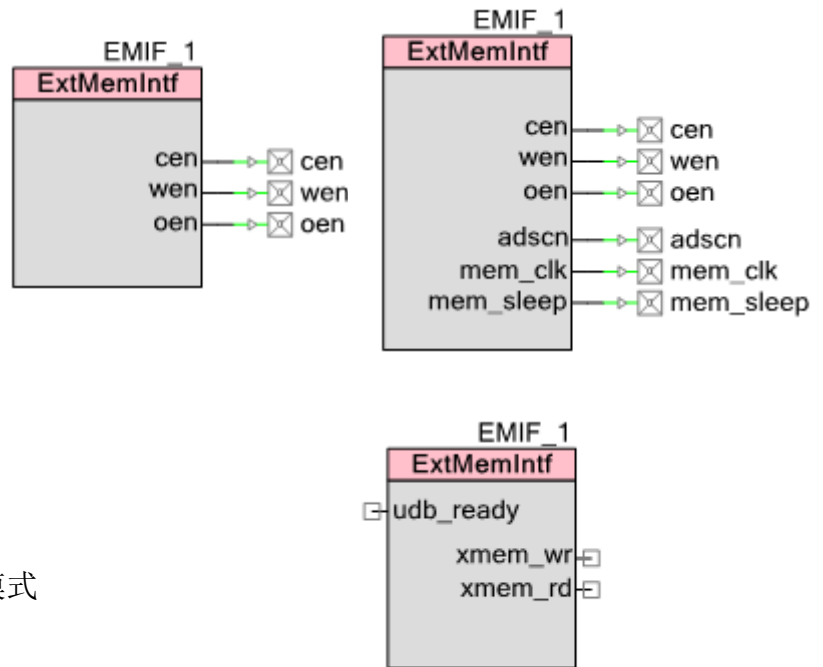 EMIF_1
ExtMemIntf
cen cen
wen wen
oen oen
EMIF_1
ExtMemIntf
cen cen
wen wen
oen oen
adscn adscn
mem_clk mem_clk
mem_sleep mem_sleep
EMIF_1
ExtMemIntf
udb_ready
xmem_wr
xmem_rd
式